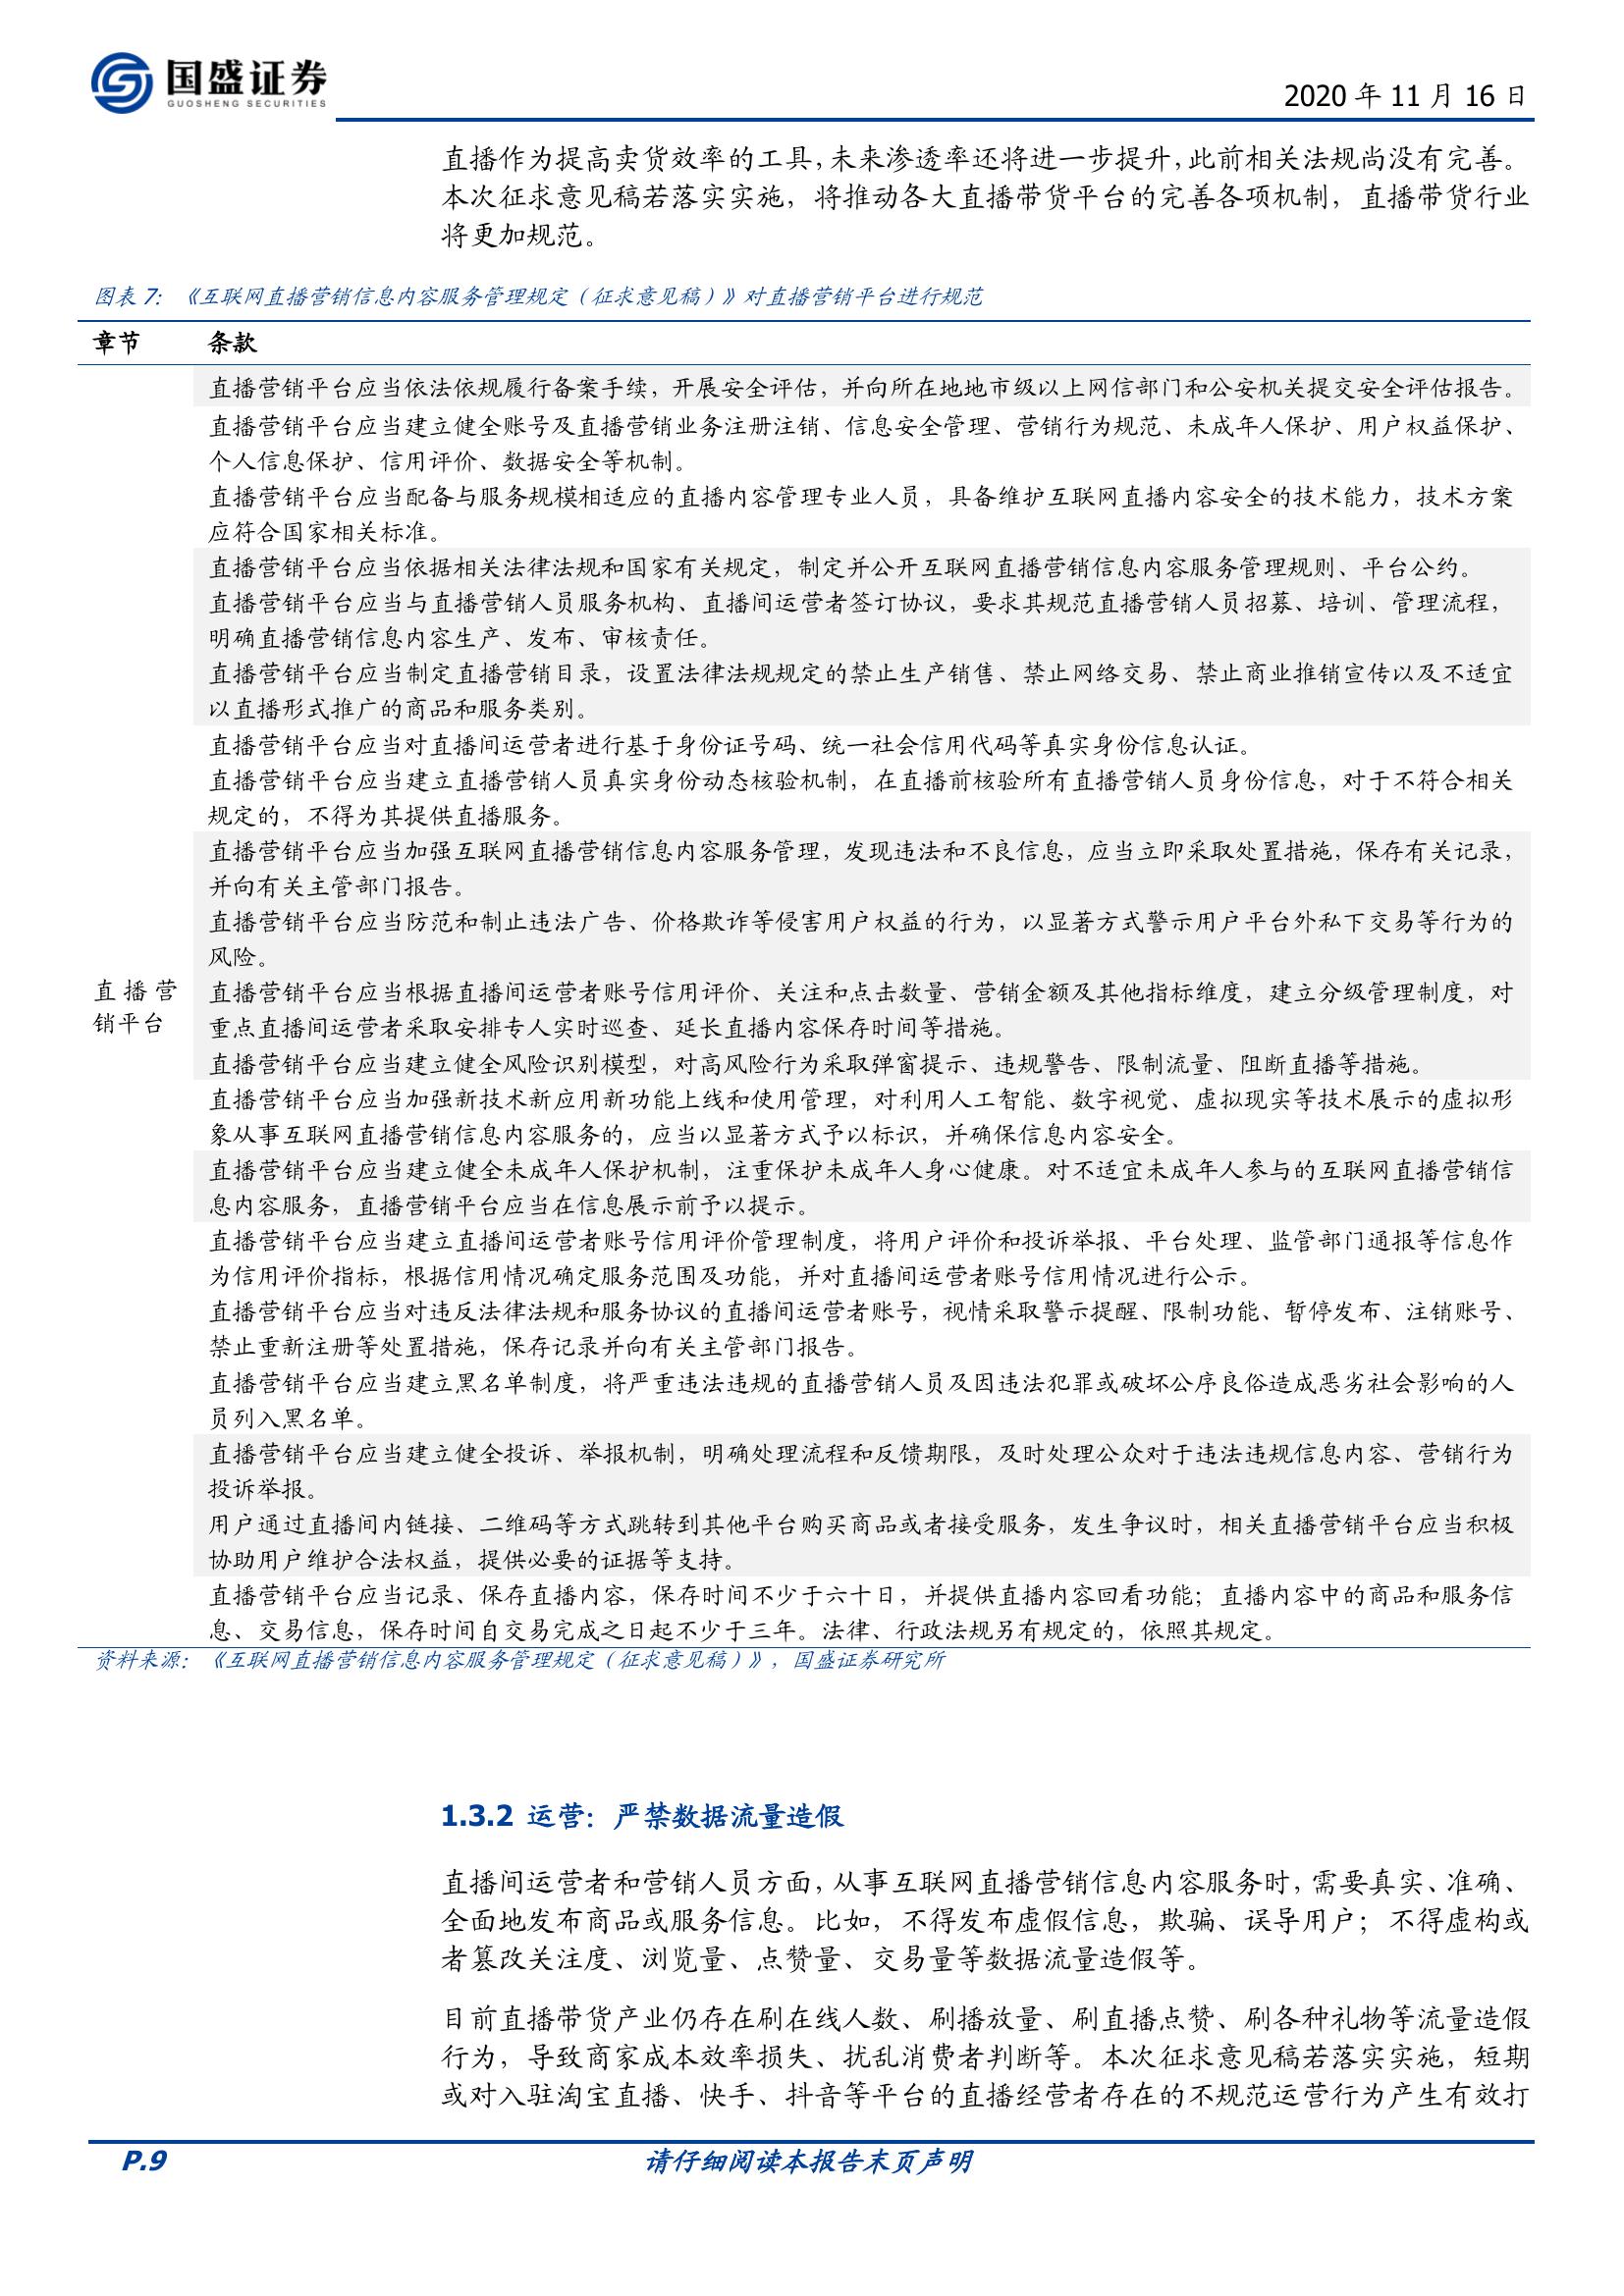 国盛证券
GUOSHENG SECURITIES
2020 年 11 月 16 日
直播作为提高卖货效率的工具，未来渗透率还将进一步提升，此前相关法规尚没有完善。
本次征求意见稿若落实实施，将推动各大直播带货平台的完善各项机制，直播带货行业
将更加规范。
图表 7：《互联网直播营销信息内容服务管理规定（征求意见稿）》对直播营销平台进行规范
章节 条款
直播营销平台应当依法依规履行备案手续，开展安全评估，并向所在地地市级以上网信部门和公安机关提交安全评估报告。
直播营销平台应当建立健全账号及直播营销业务注册注销、信息安全管理、营销行为规范、未成年人保护、用户权益保护、
个人信息保护、信用评价、数据安全等机制。
直播营销平台应当配备与服务规模相适应的直播内容管理专业人员，具备维护互联网直播内容安全的技术能力，技术方案
应符合国家相关标准。
直播营销平台应当依据相关法律法规和国家有关规定，制定并公开互联网直播营销信息内容服务管理规则、平台公约。
直播营销平台应当与直播营销人员服务机构、直播间运营者签订协议，要求其规范直播营销人员招募、培训、管理流程，
明确直播营销信息内容生产、发布、审核责任。
直播营销平台应当制定直播营销目录，设置法律法规规定的禁止生产销售、禁止网络交易、禁止商业推销宣传以及不适宜
以直播形式推广的商品和服务类别。
直播营销平台应当对直播间运营者进行基于身份证号码、统一社会信用代码等真实身份信息认证。
直播营销平台应当建立直播营销人员真实身份动态核验机制，在直播前核验所有直播营销人员身份信息，对于不符合相关
规定的，不得为其提供直播服务。
直播营销平台应当加强互联网直播营销信息内容服务管理，发现违法和不良信息，应当立即采取处置措施，保存有关记录，
并向有关主管部门报告。
直播营销平台应当防范和制止违法广告、价格欺诈等侵害用户权益的行为，以显著方式警示用户平台外私下交易等行为的
风险。
直播营
销平台
直播营销平台应当根据直播间运营者账号信用评价、关注和点击数量、营销金额及其他指标维度，建立分级管理制度，对
重点直播间运营者采取安排专人实时巡查、延长直播内容保存时间等措施。
直播营销平台应当建立健全风险识别模型，对高风险行为采取弹窗提示、违规警告、限制流量、阻断直播等措施。
直播营销平台应当加强新技术新应用新功能上线和使用管理，对利用人工智能、数字视觉、虚拟现实等技术展示的虚拟形
象从事互联网直播营销信息内容服务的，应当以显著方式予以标识，并确保信息内容安全。
直播营销平台应当建立健全未成年人保护机制，注重保护未成年人身心健康。对不适宜未成年人参与的互联网直播营销信
息内容服务，直播营销平台应当在信息展示前予以提示。
直播营销平台应当建立直播间运营者账号信用评价管理制度，将用户评价和投诉举报、平台处理、监管部门通报等信息作
为信用评价指标，根据信用情况确定服务范围及功能，并对直播间运营者账号信用情况进行公示。
直播营销平台应当对违反法律法规和服务协议的直播间运营者账号，视情采取警示提醒、限制功能、暂停发布、注销账号、
禁止重新注册等处置措施，保存记录并向有关主管部门报告。
直播营销平台应当建立黑名单制度，将严重违法违规的直播营销人员及因违法犯罪或破坏公序良俗造成恶劣社会影响的人
员列入黑名单。
直播营销平台应当建立健全投诉、举报机制，明确处理流程和反馈期限，及时处理公众对于违法违规信息内容、营销行为
投诉举报。
用户通过直播间内链接、二维码等方式跳转到其他平台购买商品或者接受服务，发生争议时，相关直播营销平台应当积极
协助用户维护合法权益，提供必要的证据等支持。
直播营销平台应当记录、保存直播内容，保存时间不少于六十日，并提供直播内容回看功能；直播内容中的商品和服务信
息、交易信息，保存时间自交易完成之日起不少于三年。法律、行政法规另有规定的，依照其规定。
资料来源：《互联网直播营销信息内容服务管理规定（征求意见稿）》，国盛证券研究所
1.3.2 运营：严禁数据流量造假
直播间运营者和营销人员方面，从事互联网直播营销信息内容服务时，需要真实、准确、
全面地发布商品或服务信息。比如，不得发布虚假信息，欺骗、误导用户；不得虚构或
者篡改关注度、浏览量、点赞量、交易量等数据流量造假等。
目前直播带货产业仍存在刷在线人数、刷播放量、刷直播点赞、刷各种礼物等流量造假
行为，导致商家成本效率损失、扰乱消费者判断等。本次征求意见稿若落实实施，短期
或对入驻淘宝直播、快手、抖音等平台的直播经营者存在的不规范运营行为产生有效打
P.9 请仔细阅读本报告末页声明